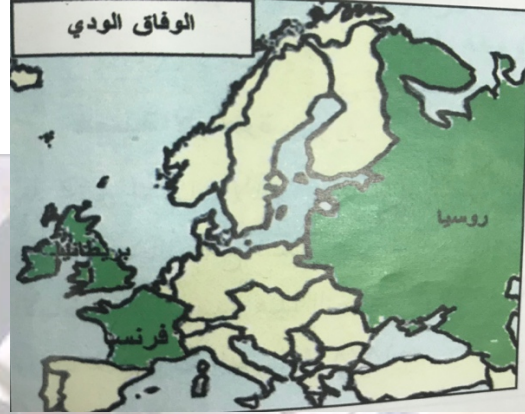 الوفاق الودي
روسيا
بريطانيا
فرنسا